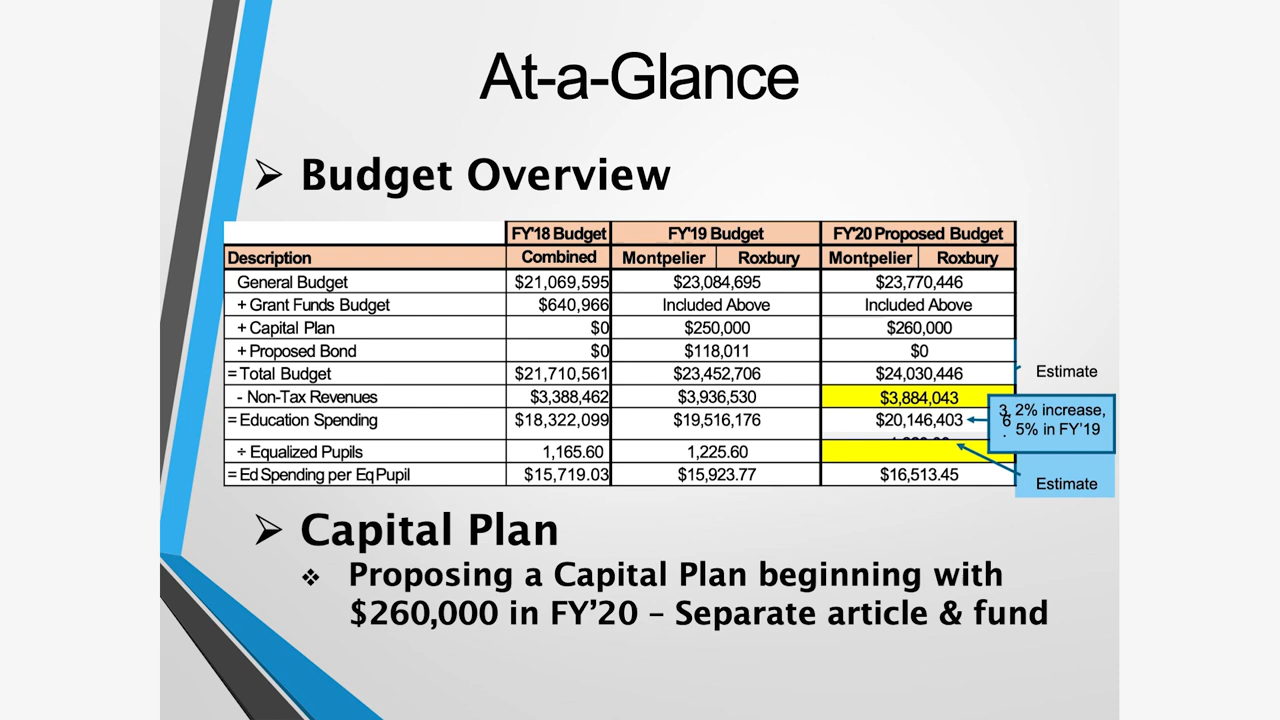 At-a-Glance
➢ Budget Overview
FY'18 Budget FY'19 Budget FY'20 Proposed Budget
Description Combined Montpelier Roxbury Montpelier Roxbury
General Budget $21,069,595 $23,084,695 $23,770,446
+ Grant Funds Budget $640,966 Included Above Included Above
+ Capital Plan $0 $250,000 $260,000
+ Proposed Bond $0 $118,011 $0
= Total Budget $21,710,561 $23,452,706 $24,030,446
Estimate
- Non-Tax Revenues $3,388,462 $3,936,530 $3,884,043
= Education Spending $18,322,099 $19,516,176 $20,146,403
3. 2% increase,
6. 5% in FY'19
÷ Equalized Pupils 1,165.60 1,225.60
= Ed Spending per Eq Pupil $15,719.03 $15,923.77 $16,513.45
Estimate
➢ Capital Plan
❖ Proposing a Capital Plan beginning with
$260,000 in FY’20 – Separate article & fund